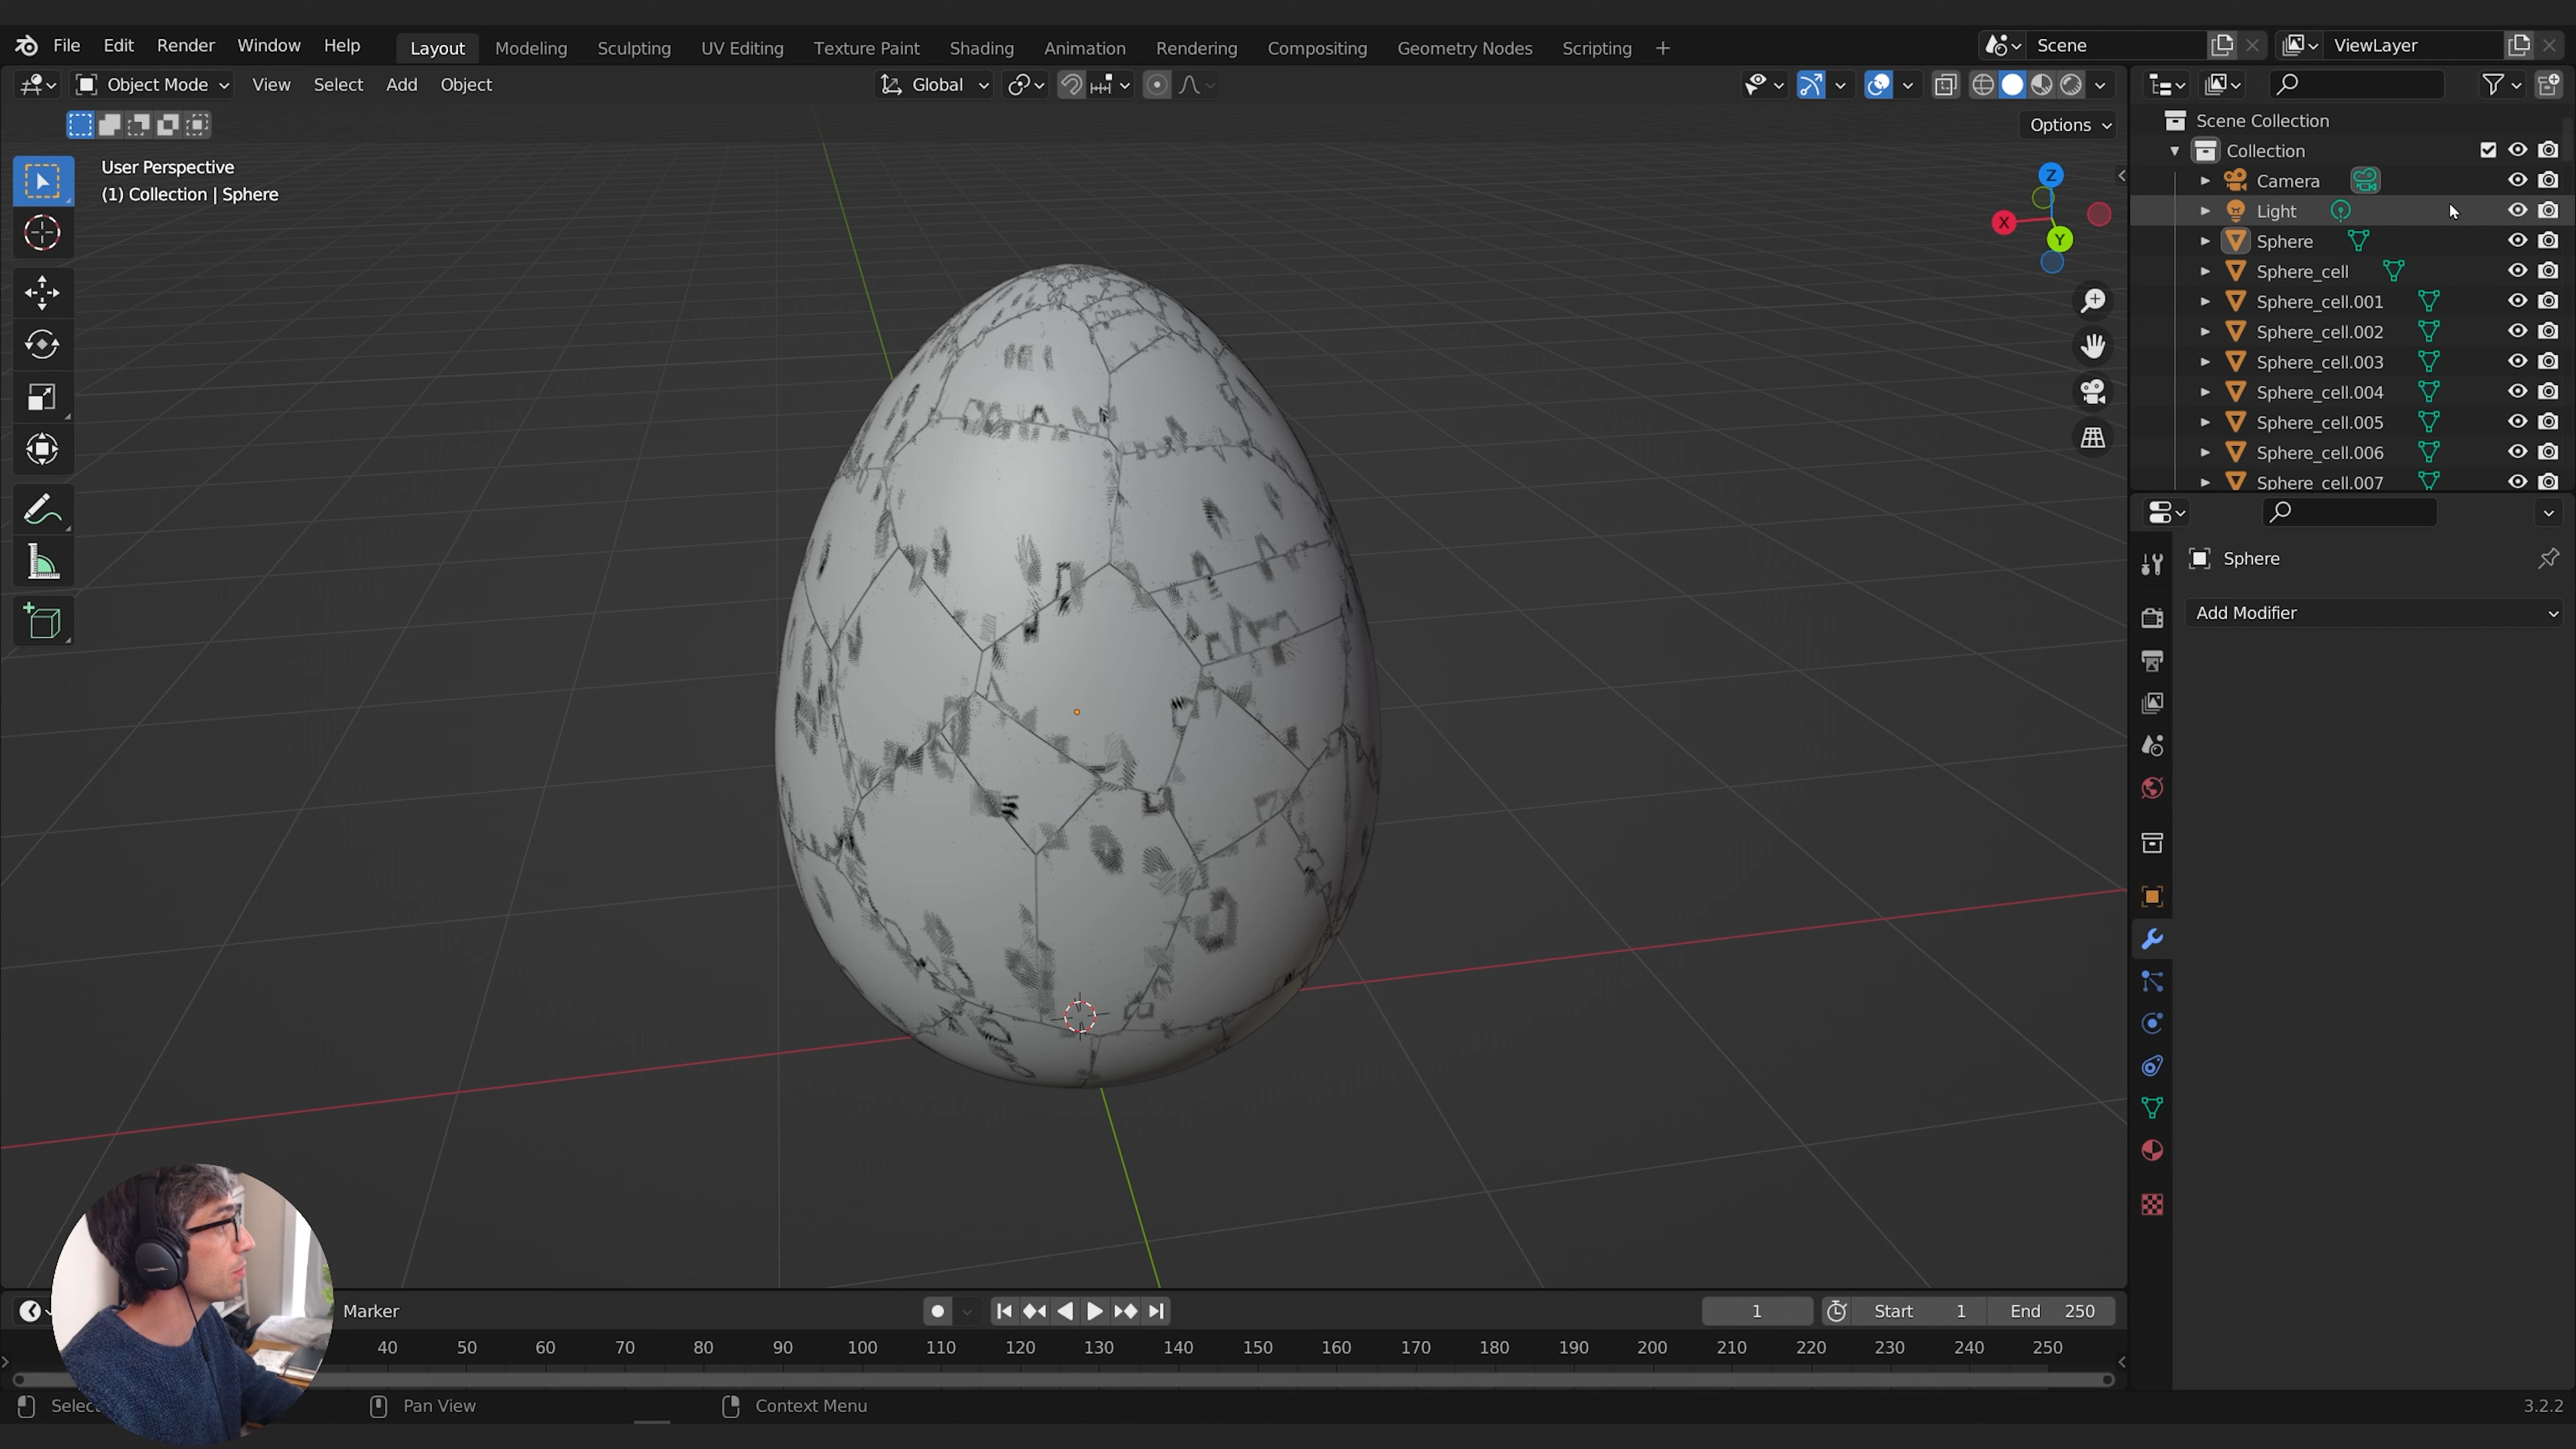 File Edit Render Window Help Layout Modeling Sculpting UV Editing Texture Paint Shading Animation Rendering Compositing Geometry Nodes Scripting + Scene ViewLayer
Object Mode View Select Add Object Global
Options
User Perspective
(1) Collection | Sphere
Z
X
Y
Scene Collection
Collection
Camera
Light
Sphere
Sphere_cell
Sphere_cell.001
Sphere_cell.002
Sphere_cell.003
Sphere_cell.004
Sphere_cell.005
Sphere_cell.006
Sphere_cell.007
Sphere
Add Modifier
Marker 1 Start 1 End 250
40 50 60 70 80 90 100 110 120 130 140 150 160 170 180 190 200 210 220 230 240 250
Pan View Context Menu 3.2.2